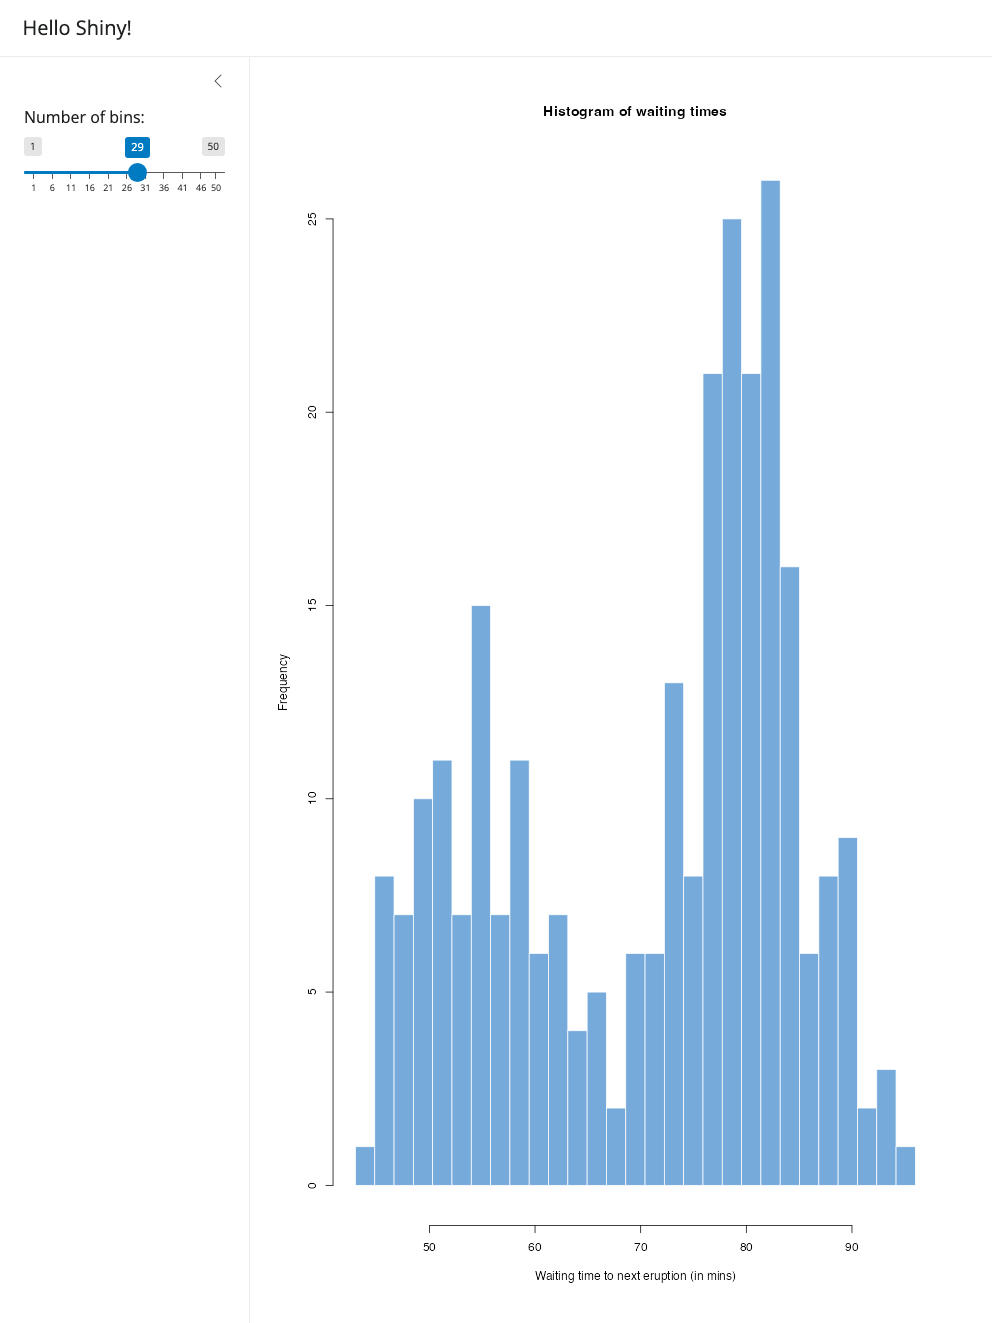 Hello Shiny!
Number of bins:
1 29 50
1 6 11 16 21 26 31 36 41 46 50
Histogram of waiting times
25
20
15
10
5
0
Frequency
50 60 70 80 90
Waiting time to next eruption (in mins)